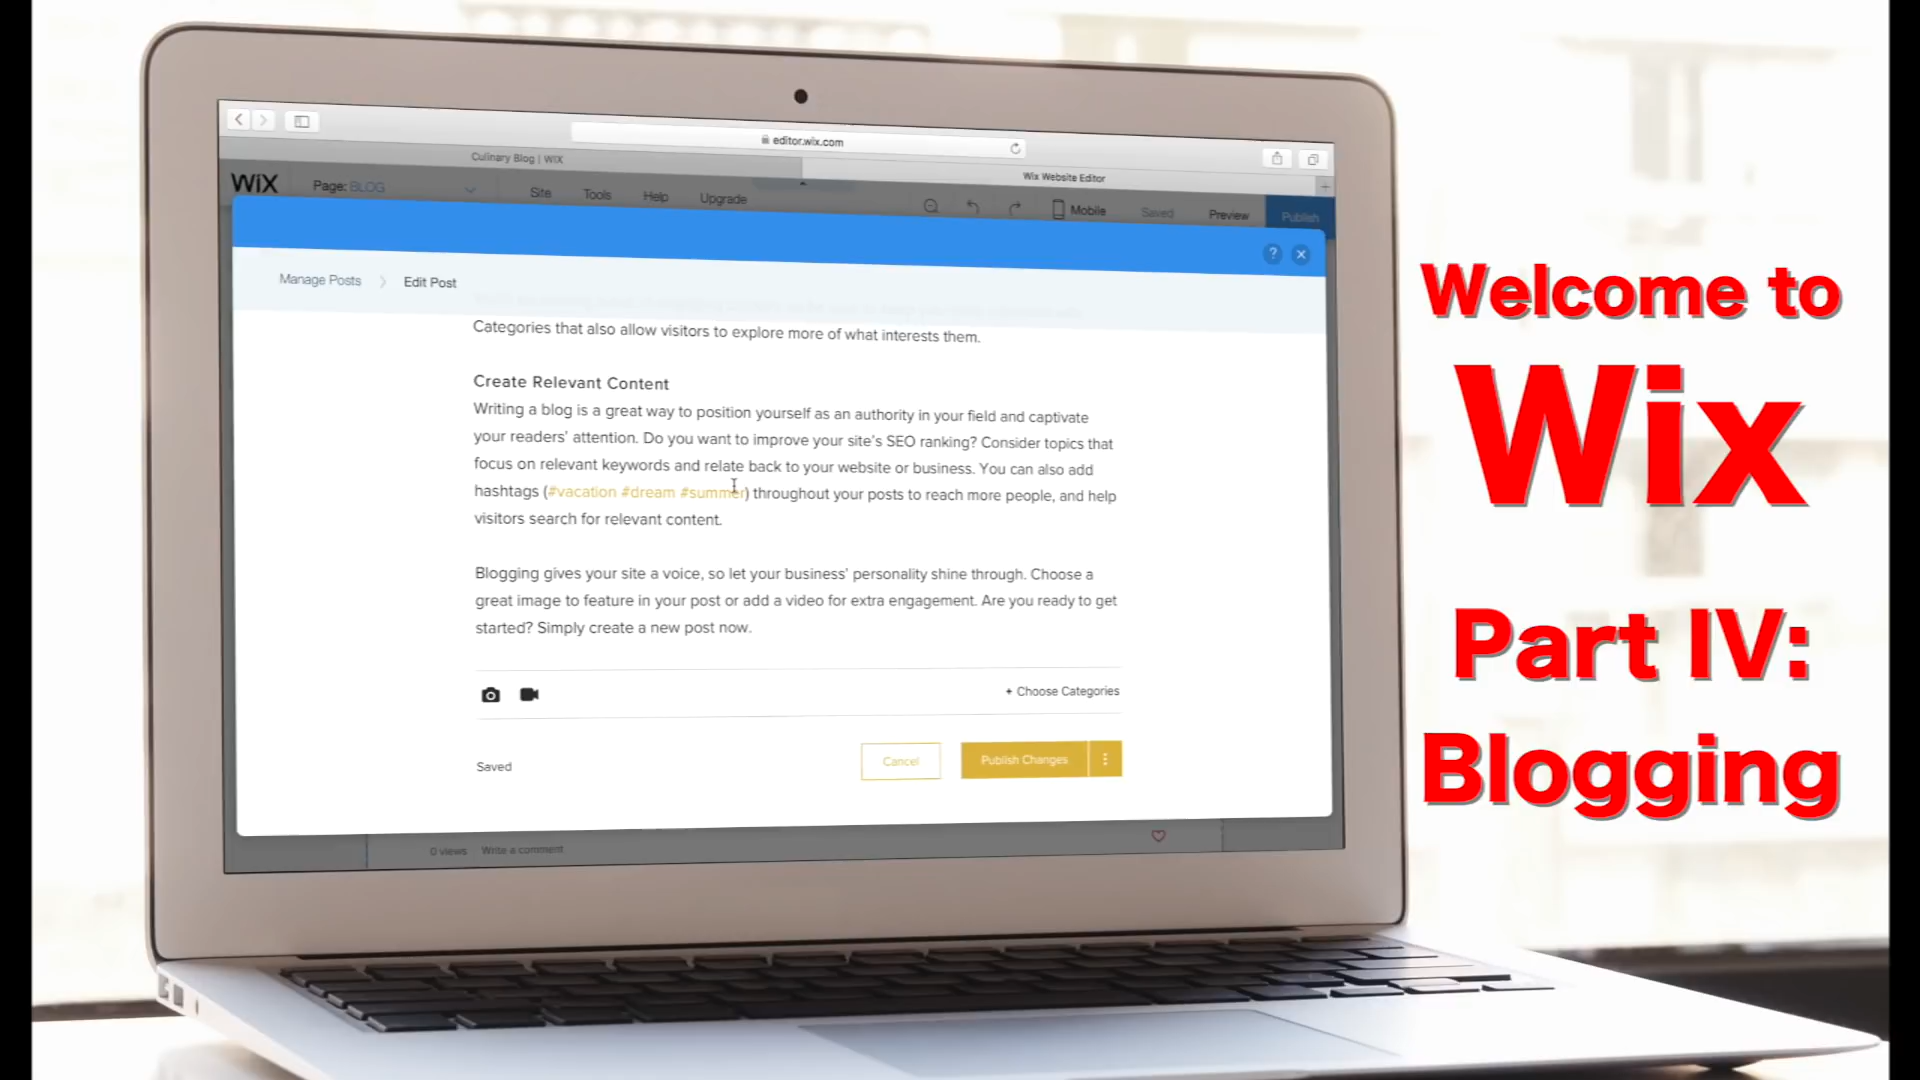 editor.wix.com
Culinary Blog | WIX
Wix Website Editor
WiX
Page: BLOG
Site
Tools
Help
Upgrade
Mobile
Saved
Preview
Publish
?
Manage Posts
Edit Post
Categories that also allow visitors to explore more of what interests them.
Create Relevant Content
Writing a blog is a great way to position yourself as an authority in your field and captivate
your readers' attention. Do you want to improve your site's SEO ranking? Consider topics that
focus on relevant keywords and relate back to your website or business. You can also add
hashtags (#vacation #dream #summer) throughout your posts to reach more people, and help
visitors search for relevant content.
Blogging gives your site a voice, so let your business' personality shine through. Choose a
great image to feature in your post or add a video for extra engagement. Are you ready to get
started? Simply create a new post now.
+ Choose Categories
Saved
Cancel
Publish Changes
0 views
Write a comment
Welcome to
Wix
Part IV:
Blogging